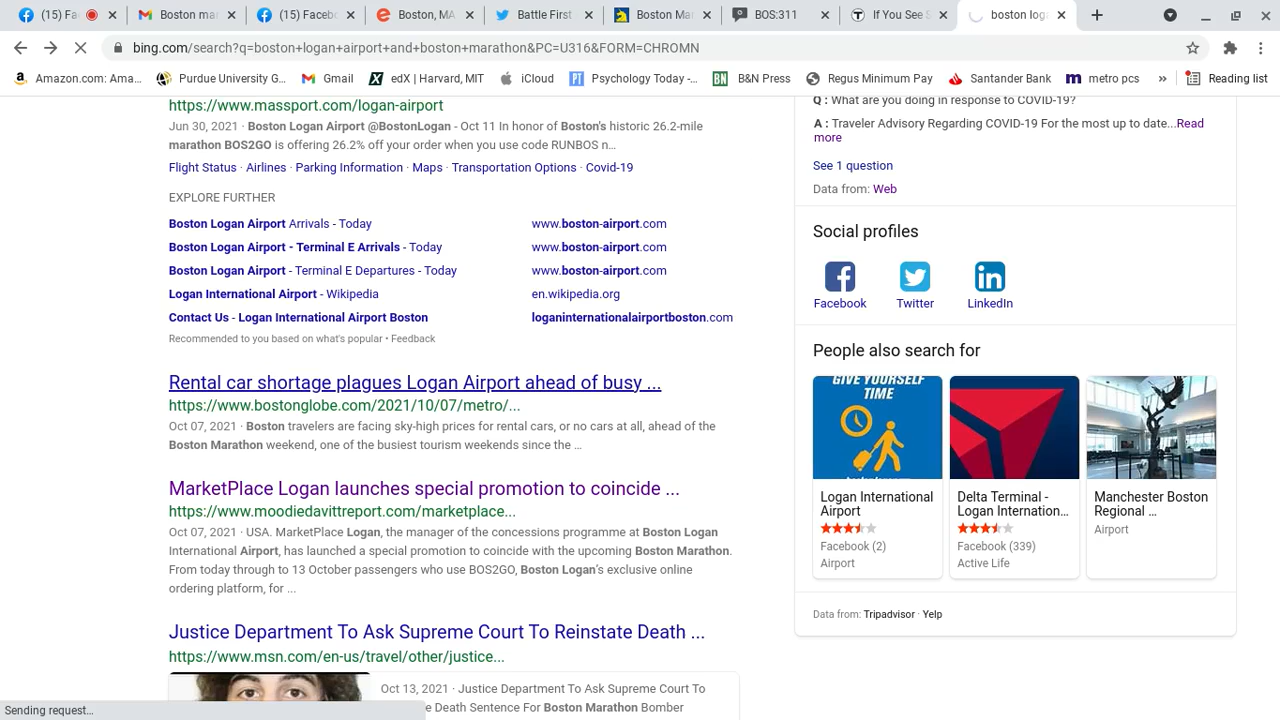 (15) Fa
Boston mar
(15) Facebo
Boston, MA
Battle First
Boston Mar
BOS:311
If You See S
boston loga
bing.com/search?q=boston+logan+airport+and+boston+marathon&PC=U316&FORM=CHROMN
Amazon.com: Ama...
Purdue University G...
Gmail
edX | Harvard, MIT
iCloud
Psychology Today -...
B&N Press
Regus Minimum Pay
Santander Bank
metro pcs
»
Reading list
https://www.massport.com/logan-airport
Jun 30, 2021 · Boston Logan Airport @BostonLogan - Oct 11 In honor of Boston's historic 26.2-mile
marathon BOS2GO is offering 26.2% off your order when you use code RUNBOS n…
Flight Status · Airlines · Parking Information · Maps · Transportation Options · Covid-19
EXPLORE FURTHER
Boston Logan Airport Arrivals - Today www.boston-airport.com
Boston Logan Airport - Terminal E Arrivals - Today www.boston-airport.com
Boston Logan Airport - Terminal E Departures - Today www.boston-airport.com
Logan International Airport - Wikipedia en.wikipedia.org
Contact Us - Logan International Airport Boston loganinternationalairportboston.com
Recommended to you based on what's popular • Feedback
Rental car shortage plagues Logan Airport ahead of busy ...
https://www.bostonglobe.com/2021/10/07/metro/...
Oct 07, 2021 · Boston travelers are facing sky-high prices for rental cars, or no cars at all, ahead of the
Boston Marathon weekend, one of the busiest tourism weekends since the …
MarketPlace Logan launches special promotion to coincide ...
https://www.moodiedavittreport.com/marketplace...
Oct 07, 2021 · USA. MarketPlace Logan, the manager of the concessions programme at Boston Logan
International Airport, has launched a special promotion to coincide with the upcoming Boston Marathon.
From today through to 13 October passengers who use BOS2GO, Boston Logan's exclusive online
ordering platform, for ...
Justice Department To Ask Supreme Court To Reinstate Death ...
https://www.msn.com/en-us/travel/other/justice...
Oct 13, 2021 · Justice Department To Ask Supreme Court To
e Death Sentence For Boston Marathon Bomber
Sending request…
Q : What are you doing in response to COVID-19?
A : Traveler Advisory Regarding COVID-19 For the most up to date...Read
more
See 1 question
Data from: Web
Social profiles
Facebook
Twitter
LinkedIn
People also search for
GIVE YOURSELF
TIME
Logan International
Airport
Facebook (2)
Airport
Delta Terminal -
Logan Internation…
Facebook (339)
Active Life
Manchester Boston
Regional …
Airport
Data from: Tripadvisor · Yelp